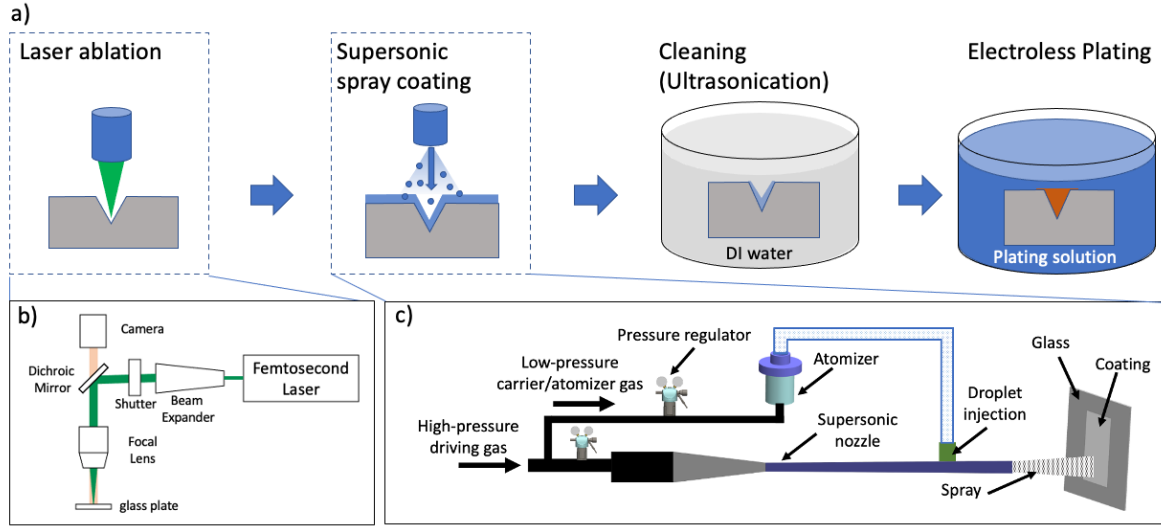 a)
Laser ablation
Supersonic
spray coating
Cleaning
(Ultrasonication)
Electroless Plating
DI water
Plating solution
b)
Camera
Dichroic
Mirror
Shutter
Beam
Expander
Femtosecond
Laser
Focal
Lens
glass plate
c)
Pressure regulator
Low-pressure
carrier/atomizer gas
High-pressure
driving gas
Atomizer
Supersonic
nozzle
Glass
Coating
Droplet
injection
Spray